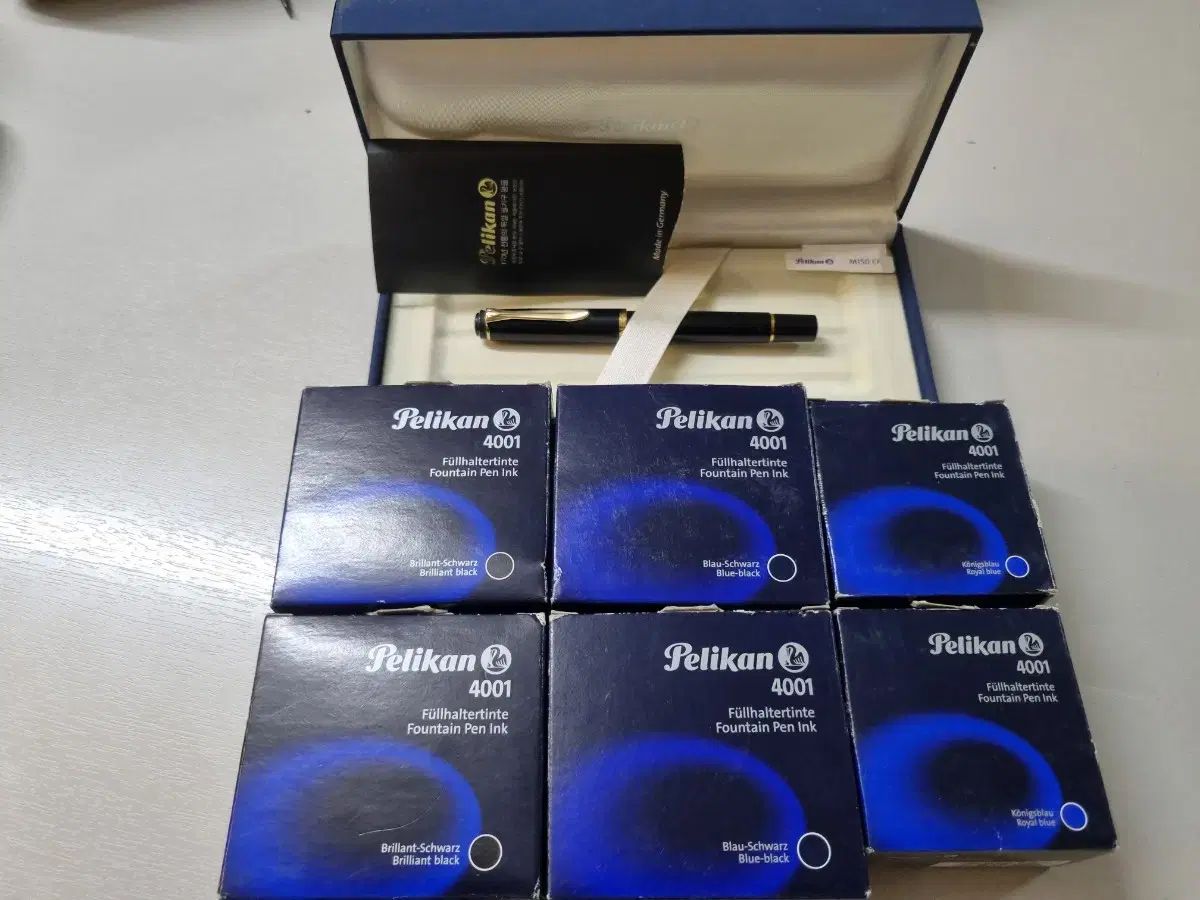 Pelikan
Pelikan
Made in Germany
Pelikan M150 EF
Pelikan
4001
Füllhaltertinte
Fountain Pen Ink
Brillant-Schwarz
Brilliant black
Pelikan
4001
Füllhaltertinte
Fountain Pen Ink
Blau-Schwarz
Blue-black
Pelikan
4001
Füllhaltertinte
Fountain Pen Ink
Königsblau
Royal blue
Pelikan
4001
Füllhaltertinte
Fountain Pen Ink
Brillant-Schwarz
Brilliant black
Pelikan
4001
Füllhaltertinte
Fountain Pen Ink
Blau-Schwarz
Blue-black
Pelikan
4001
Füllhaltertinte
Fountain Pen Ink
Königsblau
Royal blue